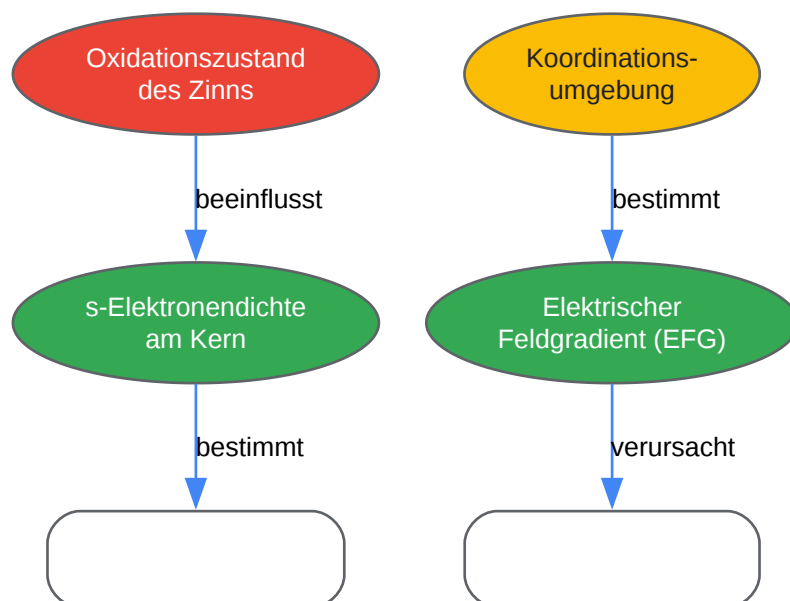 Oxidationszustand
des Zinns
Koordinations-
umgebung
beeinflusst
bestimmt
s-Elektronendichte
am Kern
Elektrischer
Feldgradient (EFG)
bestimmt
verursacht